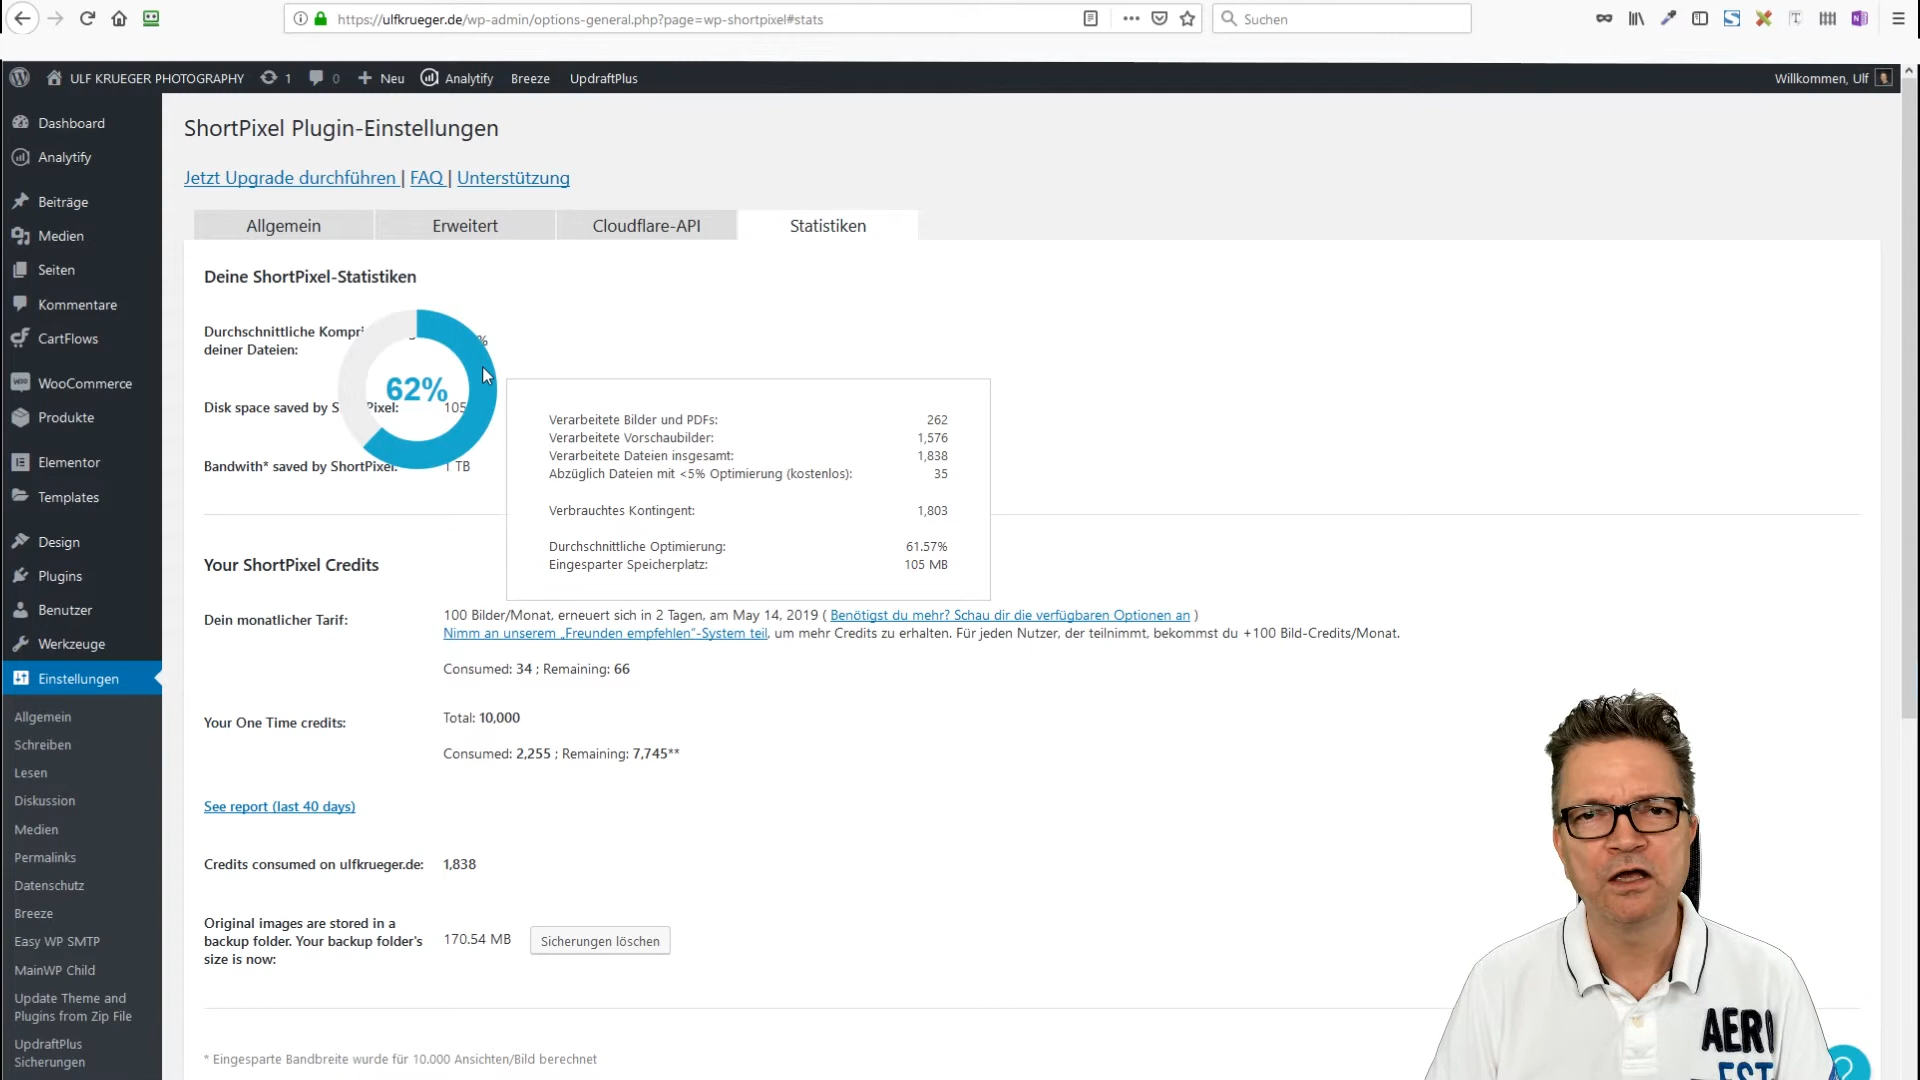 https://ulfkrueger.de/wp-admin/options-general.php?page=wp-shortpixel#stats
Suchen
ULF KRUEGER PHOTOGRAPHY
1
0
Neu
Analytify
Breeze
UpdraftPlus
Willkommen, Ulf
Dashboard
Analytify
Beiträge
Medien
Seiten
Kommentare
CartFlows
WooCommerce
Produkte
Elementor
Templates
Design
Plugins
Benutzer
Werkzeuge
Einstellungen
Allgemein
Schreiben
Lesen
Diskussion
Medien
Permalinks
Datenschutz
Breeze
Easy WP SMTP
MainWP Child
Update Theme and
Plugins from Zip File
UpdraftPlus
Sicherungen
ShortPixel Plugin-Einstellungen
Jetzt Upgrade durchführen | FAQ | Unterstützung
Allgemein
Erweitert
Cloudflare-API
Statistiken
Deine ShortPixel-Statistiken
Durchschnittliche
deiner Dateien:
62%
Disk space saved by
Pixel:
105
Bandwith* saved by ShortPixel:
1 TB
Verarbeitete Bilder und PDFs: 262
Verarbeitete Vorschaubilder: 1,576
Verarbeitete Dateien insgesamt: 1,838
Abzüglich Dateien mit <5% Optimierung (kostenlos): 35
Verbrauchtes Kontingent: 1,803
Durchschnittliche Optimierung: 61.57%
Eingesparter Speicherplatz: 105 MB
Your ShortPixel Credits
Dein monatlicher Tarif:
100 Bilder/Monat, erneuert sich in 2 Tagen, am May 14, 2019 ( Benötigst du mehr? Schau dir die verfügbaren Optionen an )
Nimm an unserem „Freunden empfehlen“-System teil, um mehr Credits zu erhalten. Für jeden Nutzer, der teilnimmt, bekommst du +100 Bild-Credits/Monat.
Consumed: 34 ; Remaining: 66
Your One Time credits:
Total: 10,000
Consumed: 2,255 ; Remaining: 7,745**
See report (last 40 days)
Credits consumed on ulfkrueger.de: 1,838
Original images are stored in a
backup folder. Your backup folder's
size is now:
170.54 MB
Sicherungen löschen
* Eingesparte Bandbreite wurde für 10.000 Ansichten/Bild berechnet
AERO
EST
?